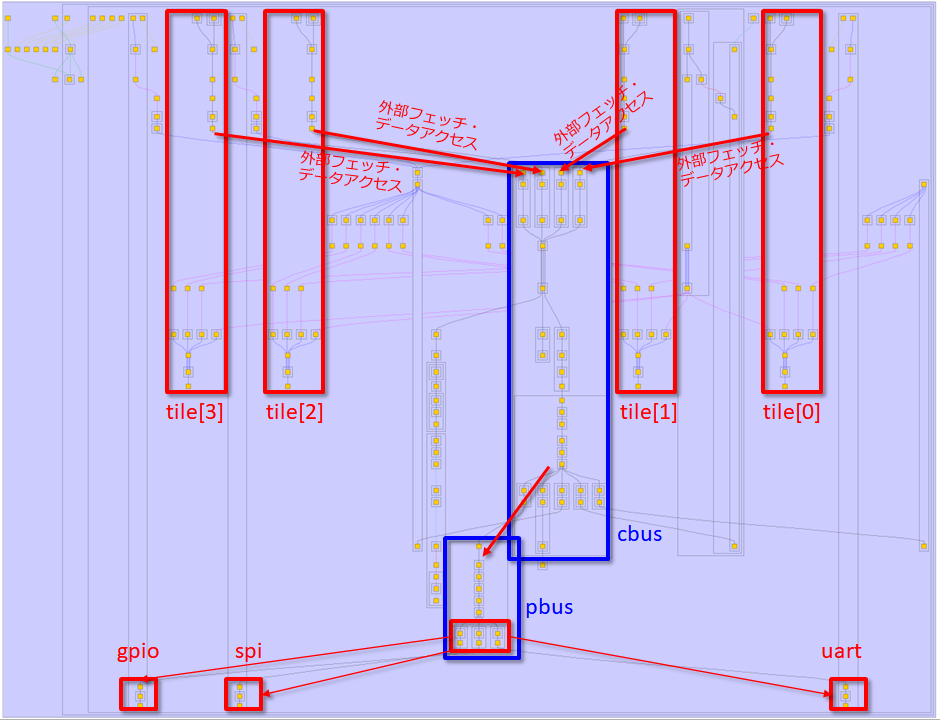 外部フェッチ・
データアクセス
外部フェッチ・
データアクセス
外部フェッチ・
データアクセス
外部フェッチ・
データアクセス
tile[3]
tile[2]
tile[1]
tile[0]
cbus
pbus
gpio
spi
uart